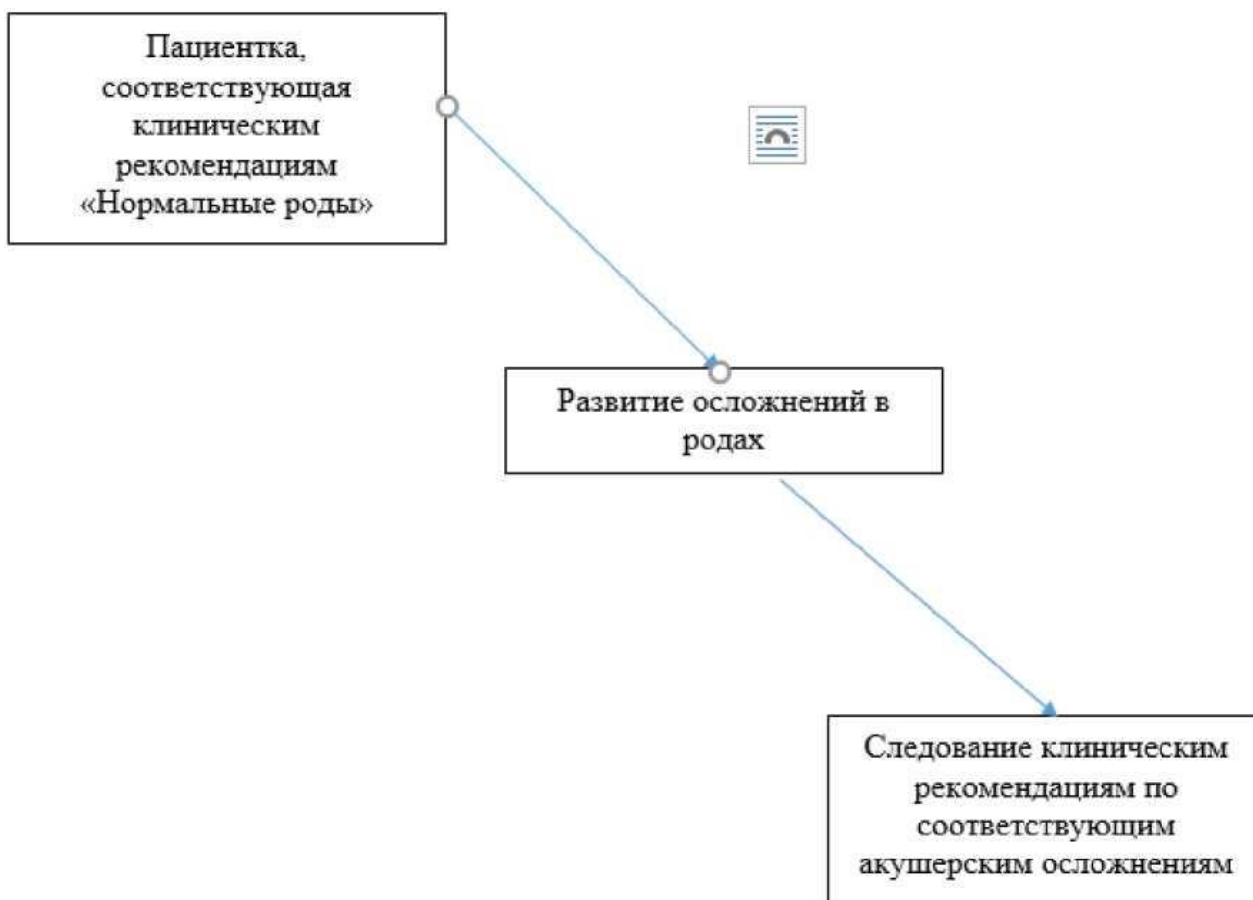 Пациентка,
соответствующая
клиническим
рекомендациям
«Нормальные роды»
Развитие осложнений в
родах
Следование клиническим
рекомендациям по
соответствующим
акушерским осложнениям